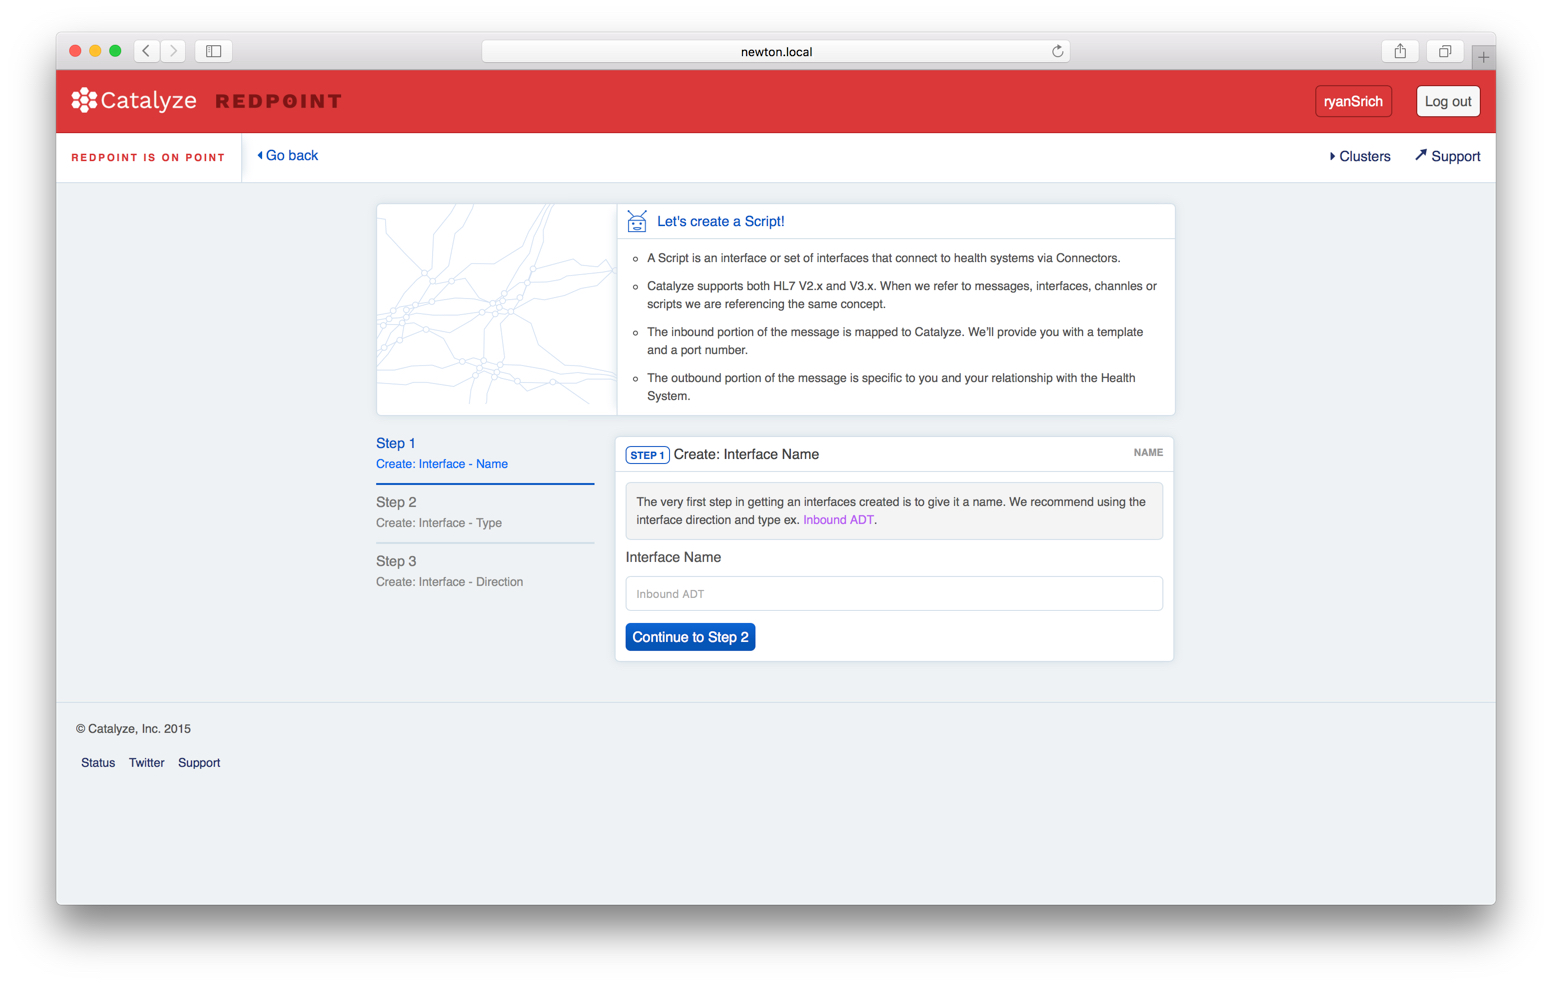 newton.local
Catalyze REDPOINT
ryanSrich
Log out
REDPOINT IS ON POINT
Go back
Clusters
Support
Let's create a Script!
A Script is an interface or set of interfaces that connect to health systems via Connectors.
Catalyze supports both HL7 V2.x and V3.x. When we refer to messages, interfaces, channles or
scripts we are referencing the same concept.
The inbound portion of the message is mapped to Catalyze. We'll provide you with a template
and a port number.
The outbound portion of the message is specific to you and your relationship with the Health
System.
Step 1
Create: Interface - Name
Step 2
Create: Interface - Type
Step 3
Create: Interface - Direction
STEP 1 Create: Interface Name
NAME
The very first step in getting an interfaces created is to give it a name. We recommend using the
interface direction and type ex. Inbound ADT.
Interface Name
Inbound ADT
Continue to Step 2
© Catalyze, Inc. 2015
Status Twitter Support